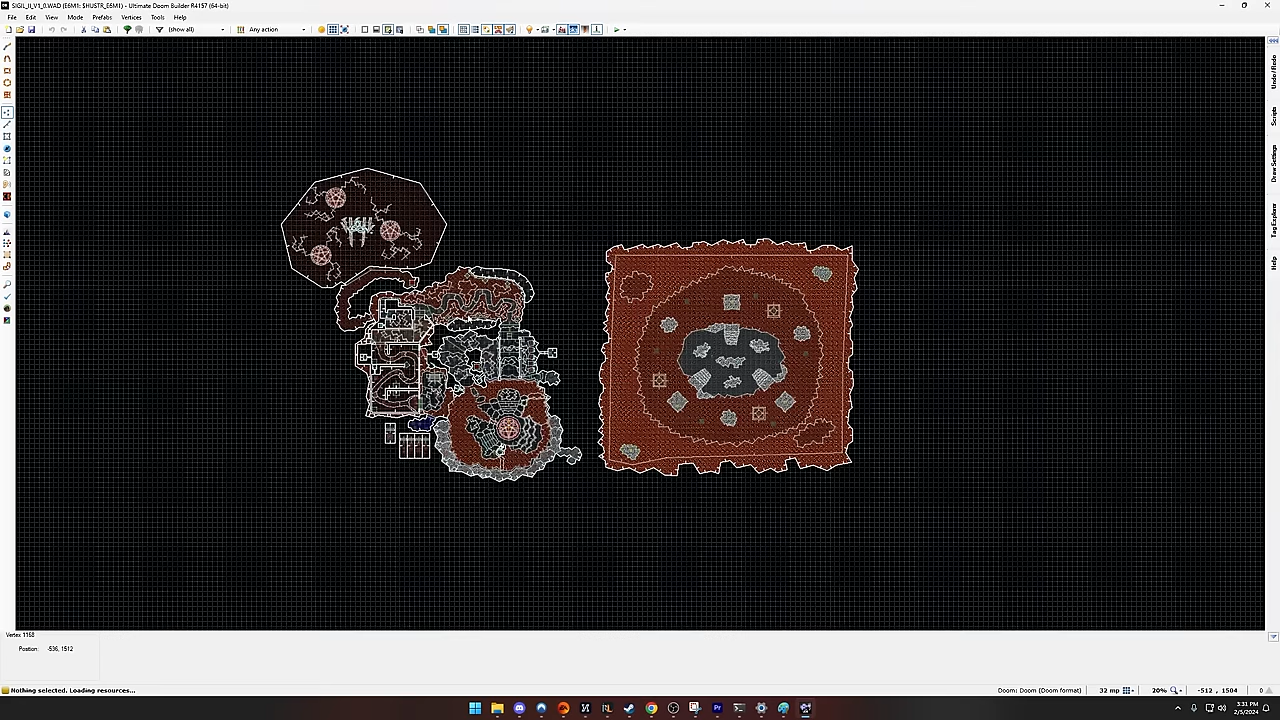 SIGIL_II_V1_0.WAD (E6M1: $HUSTR_E6M1) - Ultimate Doom Builder R4157 (64-bit)
File Edit View Mode Prefabs Vertices Tools Help
(show all) Any action
Undo/Redo
Scripts
Draw Settings
Tag Explorer
Help
SIGIL
II
Vertex 1158
Position: -536, 1512
Nothing selected. Loading resources...
Doom: Doom (Doom format) 32 mp 20% -512 , 1504 0
3:31 PM
2/5/2024